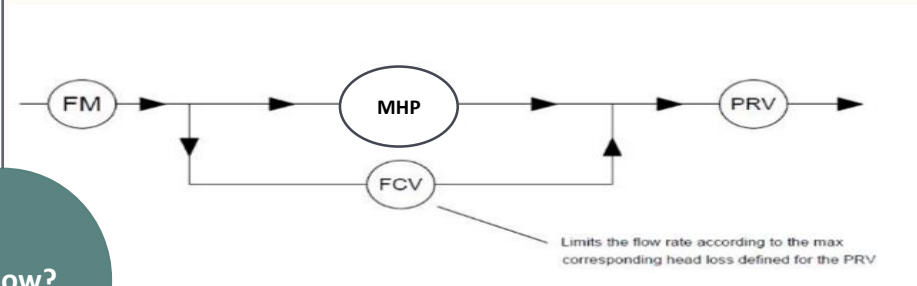 FM
MHP
PRV
FCV
Limits the flow rate according to the max
corresponding head loss defined for the PRV